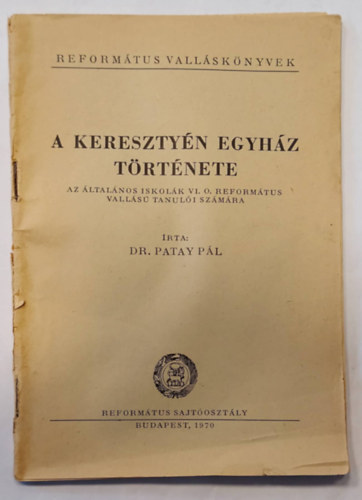 REFORMÁTUS VALLÁSKÖNYVEK
A KERESZTYÉN EGYHÁZ
TÖRTÉNETE
AZ ÁLTALÁNOS ISKOLÁK VI. O. REFORMÁTUS
VALLÁSÚ TANULÓI SZÁMÁRA
ÍRTA:
DR. PATAY PÁL
REFORMÁTUS SAJTÓOSZTÁLY
BUDAPEST, 1970